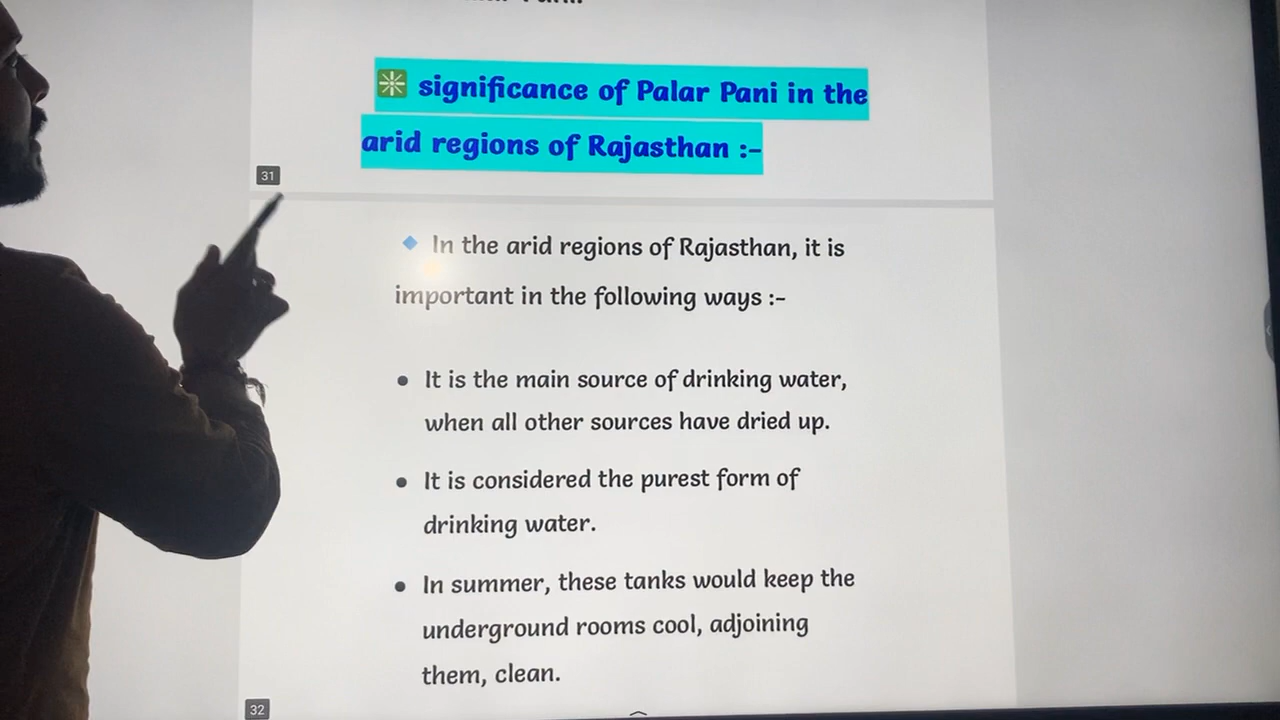 significance of Palar Pani in the
arid regions of Rajasthan :-
31
In the arid regions of Rajasthan, it is
important in the following ways :-
• It is the main source of drinking water,
when all other sources have dried up.
• It is considered the purest form of
drinking water.
• In summer, these tanks would keep the
underground rooms cool, adjoining
them, clean.
32